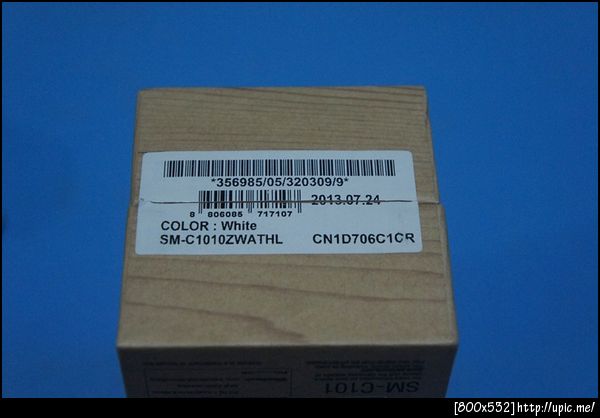 *356985/05/320309/9*
8 806085 717107 2013.07.24
COLOR : White
SM-C1010ZWATHL CN1D706C1CR
SM-C101
[800x532]http://upic.me/